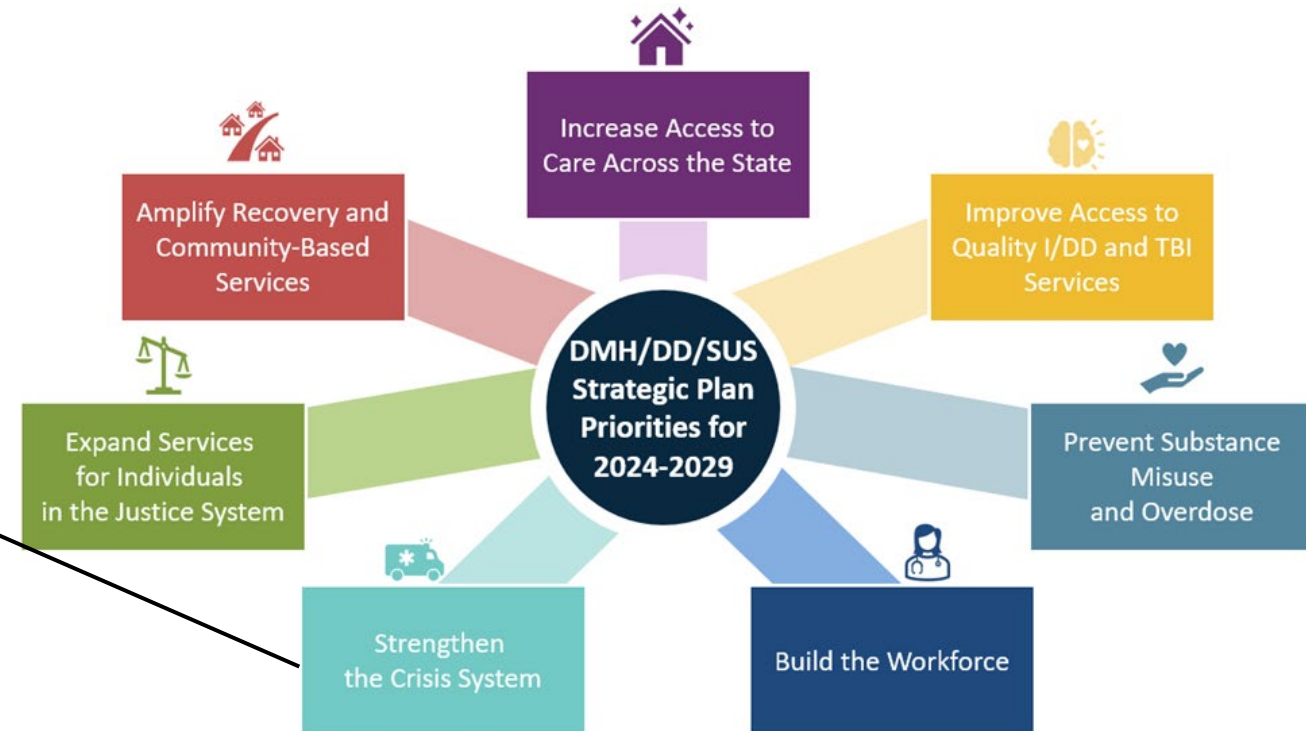 Increase Access to
Care Across the State
Amplify Recovery and
Community-Based
Services
Improve Access to
Quality I/DD and TBI
Services
DMH/DD/SUS
Strategic Plan
Priorities for
2024-2029
Expand Services
for Individuals
in the Justice System
Prevent Substance
Misuse
and Overdose
Strengthen
the Crisis System
Build the Workforce